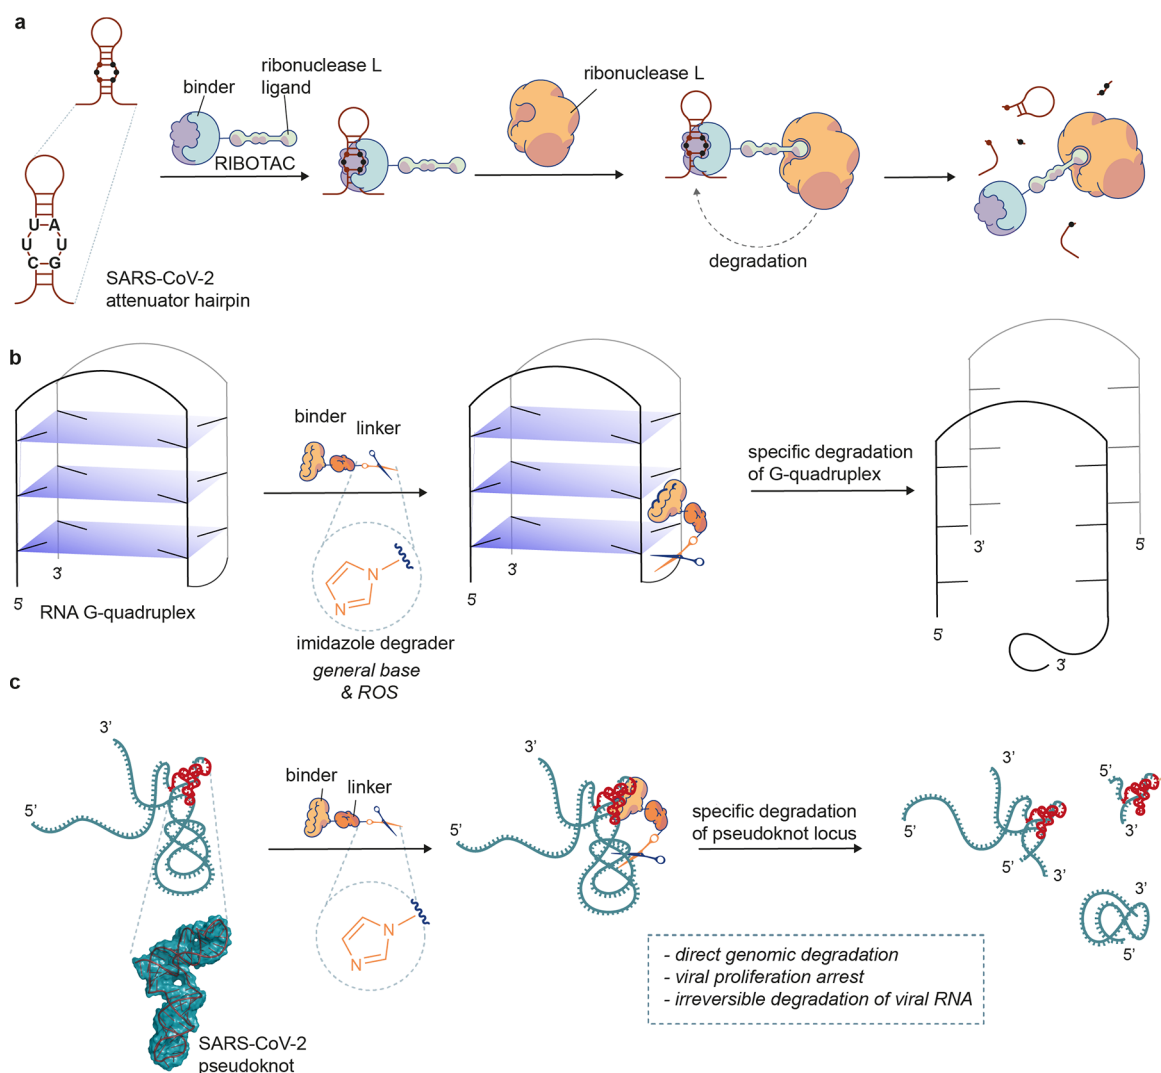 a
binder
ribonuclease L
ligand
RIBOTAC
ribonuclease L
U
A
U
U
C
G
SARS-CoV-2
attenuator hairpin
degradation
b
binder
linker
N
N
imidazole degrader
general base
& ROS
3'
5'
RNA G-quadruplex
3'
5'
specific degradation
of G-quadruplex
3'
5'
5'
3'
c
3'
5'
binder
linker
N
N
3'
5'
specific degradation
of pseudoknot locus
3'
5'
5'
3'
5'
3'
3'
5'
- direct genomic degradation
- viral proliferation arrest
- irreversible degradation of viral RNA
SARS-CoV-2
pseudoknot